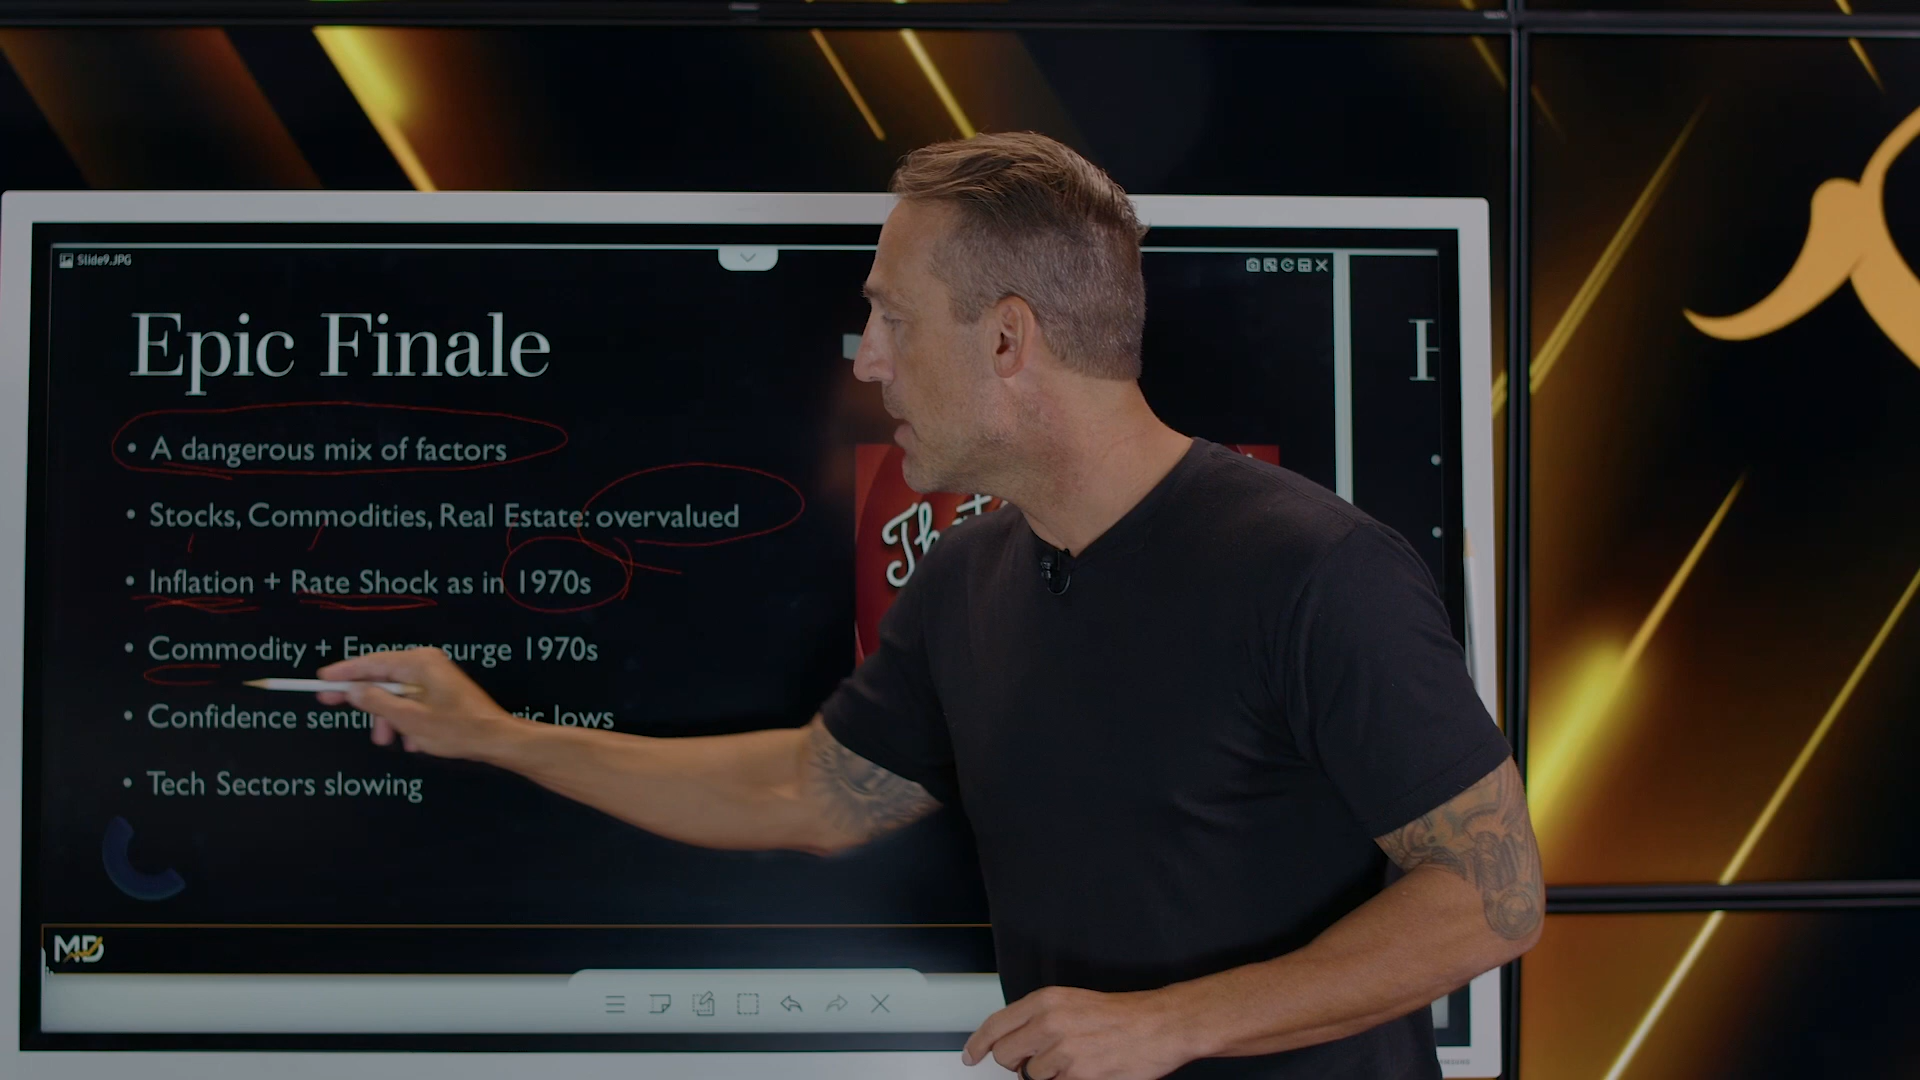 Slide9.JPG
Epic Finale
• A dangerous mix of factors
• Stocks, Commodities, Real Estate: overvalued
• Inflation + Rate Shock as in 1970s
• Commodity + Energy surge 1970s
• Confidence lows
• Tech Sectors slowing
MD